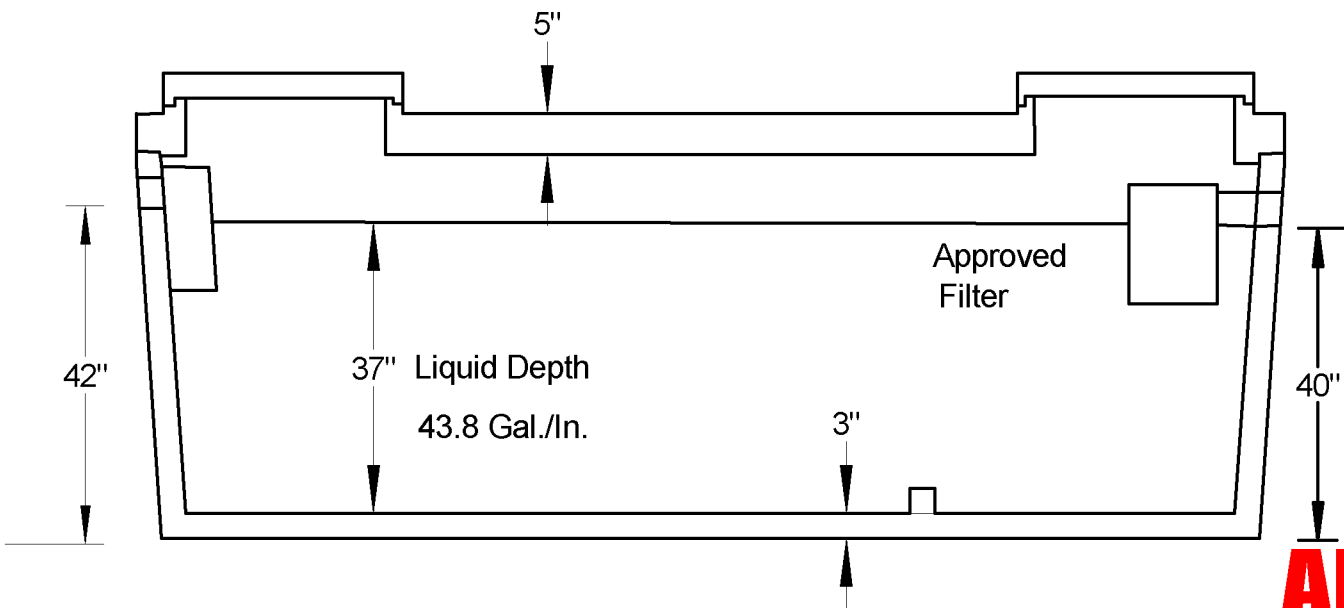 5"
Approved
Filter
42"
37" Liquid Depth
40"
43.8 Gal./In.
3"